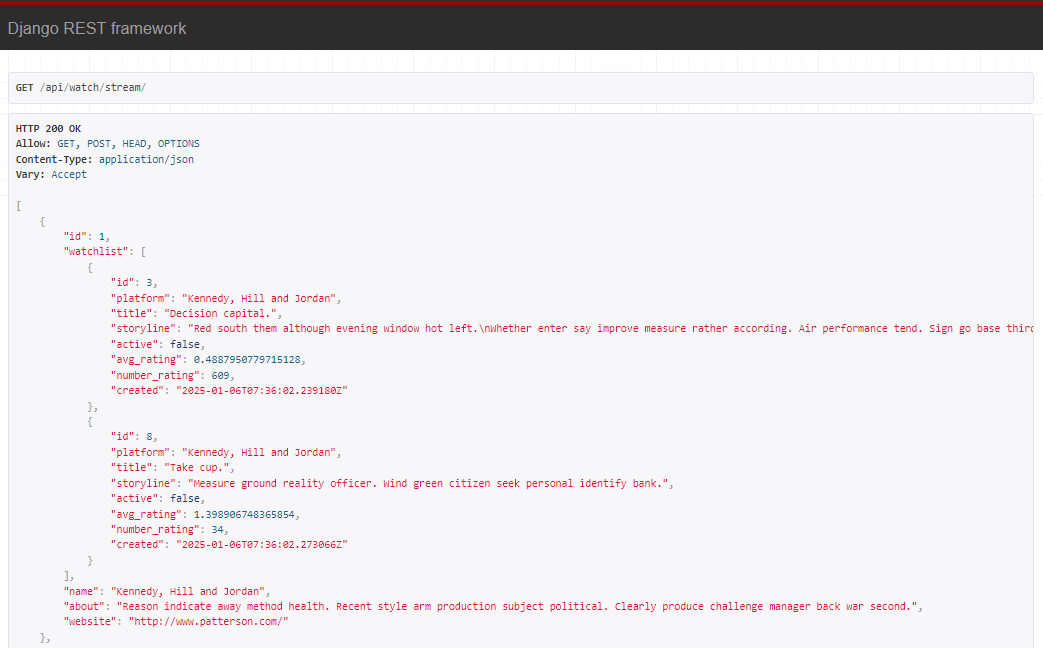 Django REST framework
GET /api/watch/stream/
HTTP 200 OK
Allow: GET, POST, HEAD, OPTIONS
Content-Type: application/json
Vary: Accept
[
    {
        "id": 1,
        "watchlist": [
            {
                "id": 3,
                "platform": "Kennedy, Hill and Jordan",
                "title": "Decision capital.",
                "storyline": "Red south them although evening window hot left.\nWhether enter say improve measure rather according. Air performance tend. Sign go base third
                "active": false,
                "avg_rating": 0.4887950779715128,
                "number_rating": 609,
                "created": "2025-01-06T07:36:02.239180Z"
            },
            {
                "id": 8,
                "platform": "Kennedy, Hill and Jordan",
                "title": "Take cup.",
                "storyline": "Measure ground reality officer. Wind green citizen seek personal identify bank.",
                "active": false,
                "avg_rating": 1.398906748365854,
                "number_rating": 34,
                "created": "2025-01-06T07:36:02.273066Z"
            }
        ],
        "name": "Kennedy, Hill and Jordan",
        "about": "Reason indicate away method health. Recent style arm production subject political. Clearly produce challenge manager back war second.",
        "website": "http://www.patterson.com/"
    },